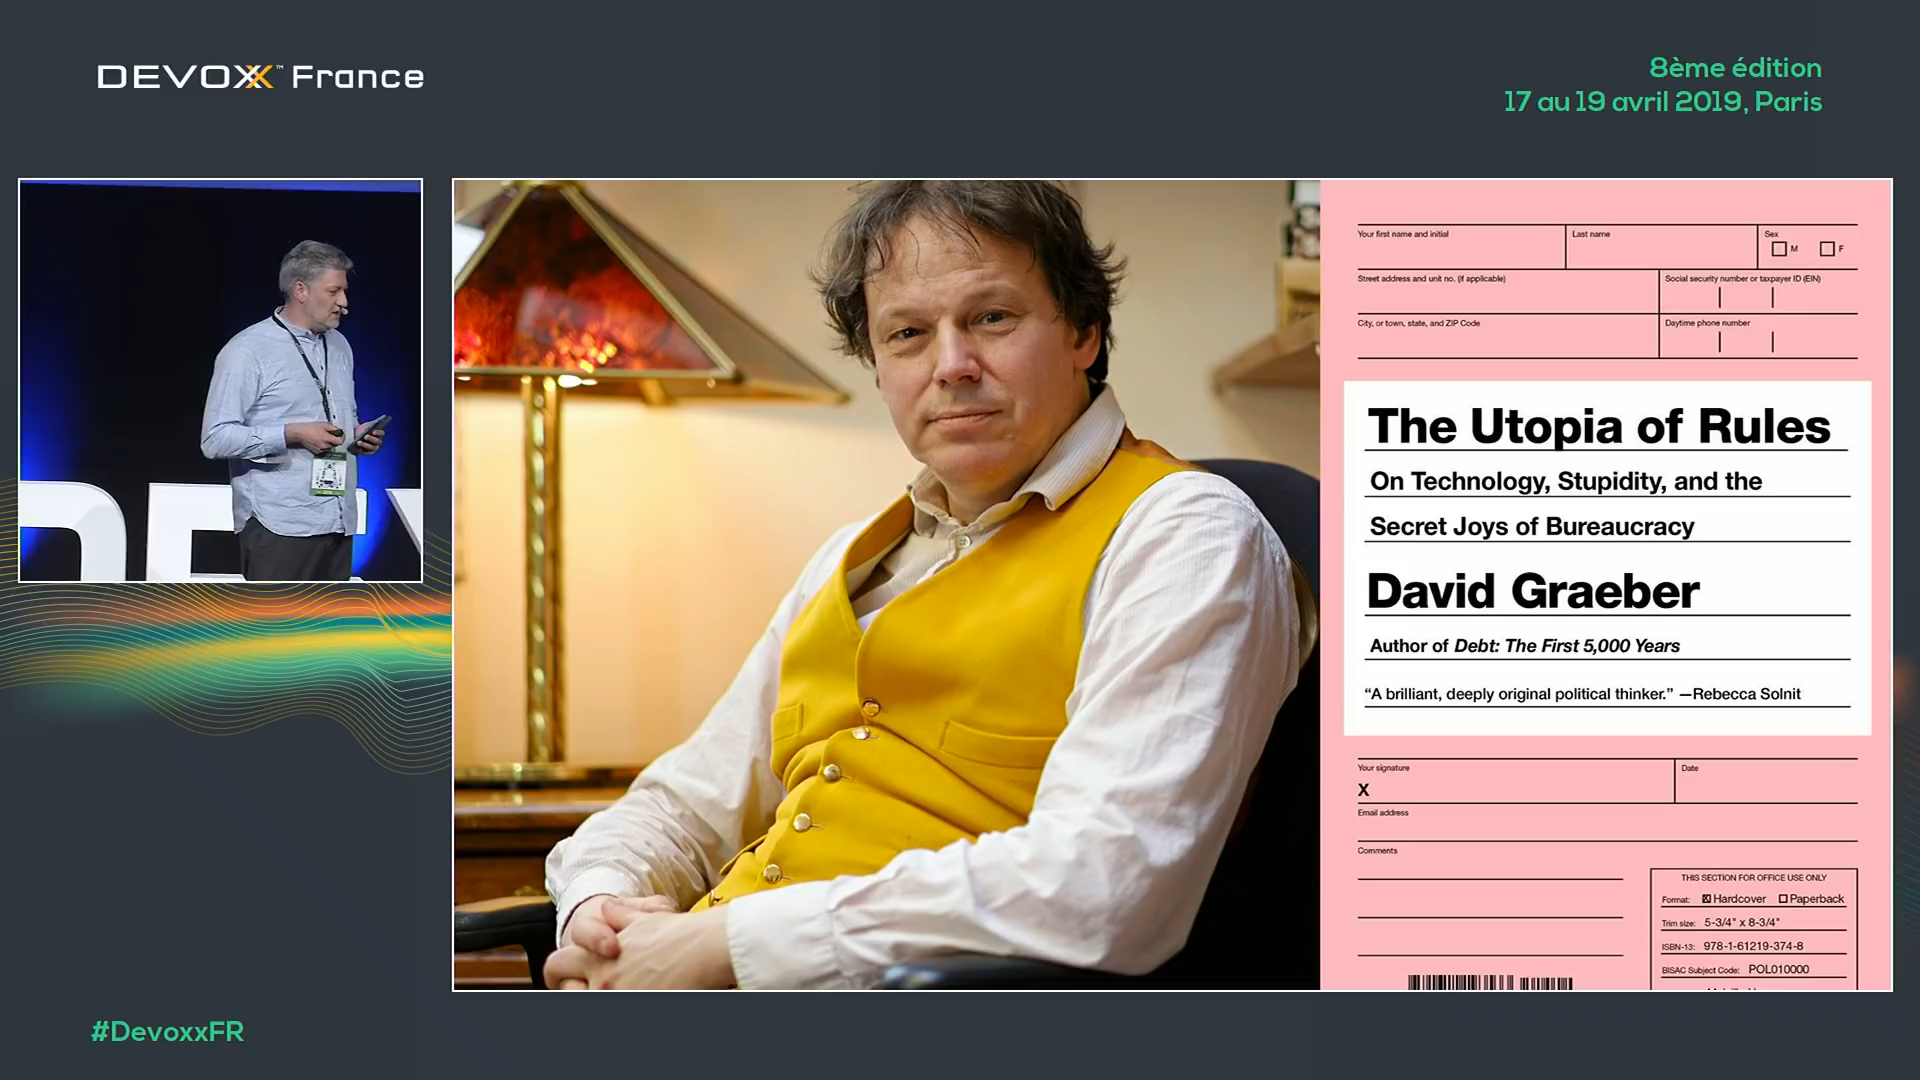 DEVOXX™ France
8ème édition
17 au 19 avril 2019, Paris
Your first name and initial
Last name
Sex
M
F
Street address and unit no. (if applicable)
Social security number or taxpayer ID (EIN)
City, or town, state, and ZIP Code
Daytime phone number
The Utopia of Rules
On Technology, Stupidity, and the
Secret Joys of Bureaucracy
David Graeber
Author of Debt: The First 5,000 Years
“A brilliant, deeply original political thinker.” —Rebecca Solnit
Your signature
Date
X
Email address
Comments
THIS SECTION FOR OFFICE USE ONLY
Format: Hardcover Paperback
Trim size: 5-3/4" x 8-3/4"
ISBN-13: 978-1-61219-374-8
BISAC Subject Code: POL010000
#DevoxxFR